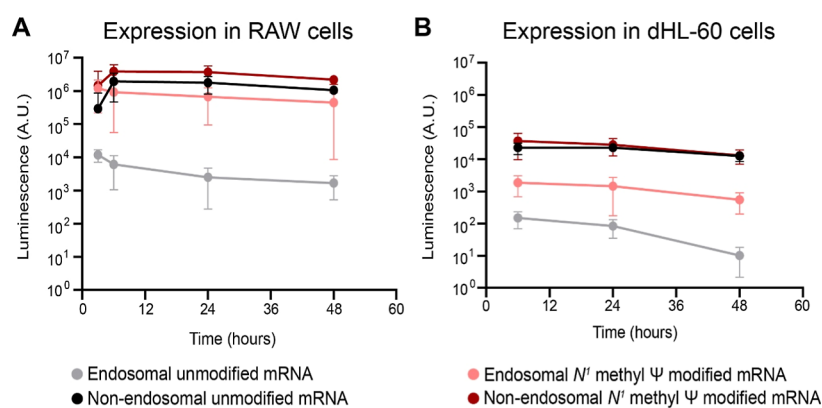 A Expression in RAW cells
Luminescence (A.U.)
10⁷
10⁶
10⁵
10⁴
10³
10²
10¹
10⁰
0 12 24 36 48 60
Time (hours)
B Expression in dHL-60 cells
Luminescence (A.U.)
10⁷
10⁶
10⁵
10⁴
10³
10²
10¹
10⁰
0 12 24 36 48 60
Time (hours)
Endosomal unmodified mRNA
Non-endosomal unmodified mRNA
Endosomal N¹ methyl Ψ modified mRNA
Non-endosomal N¹ methyl Ψ modified mRNA